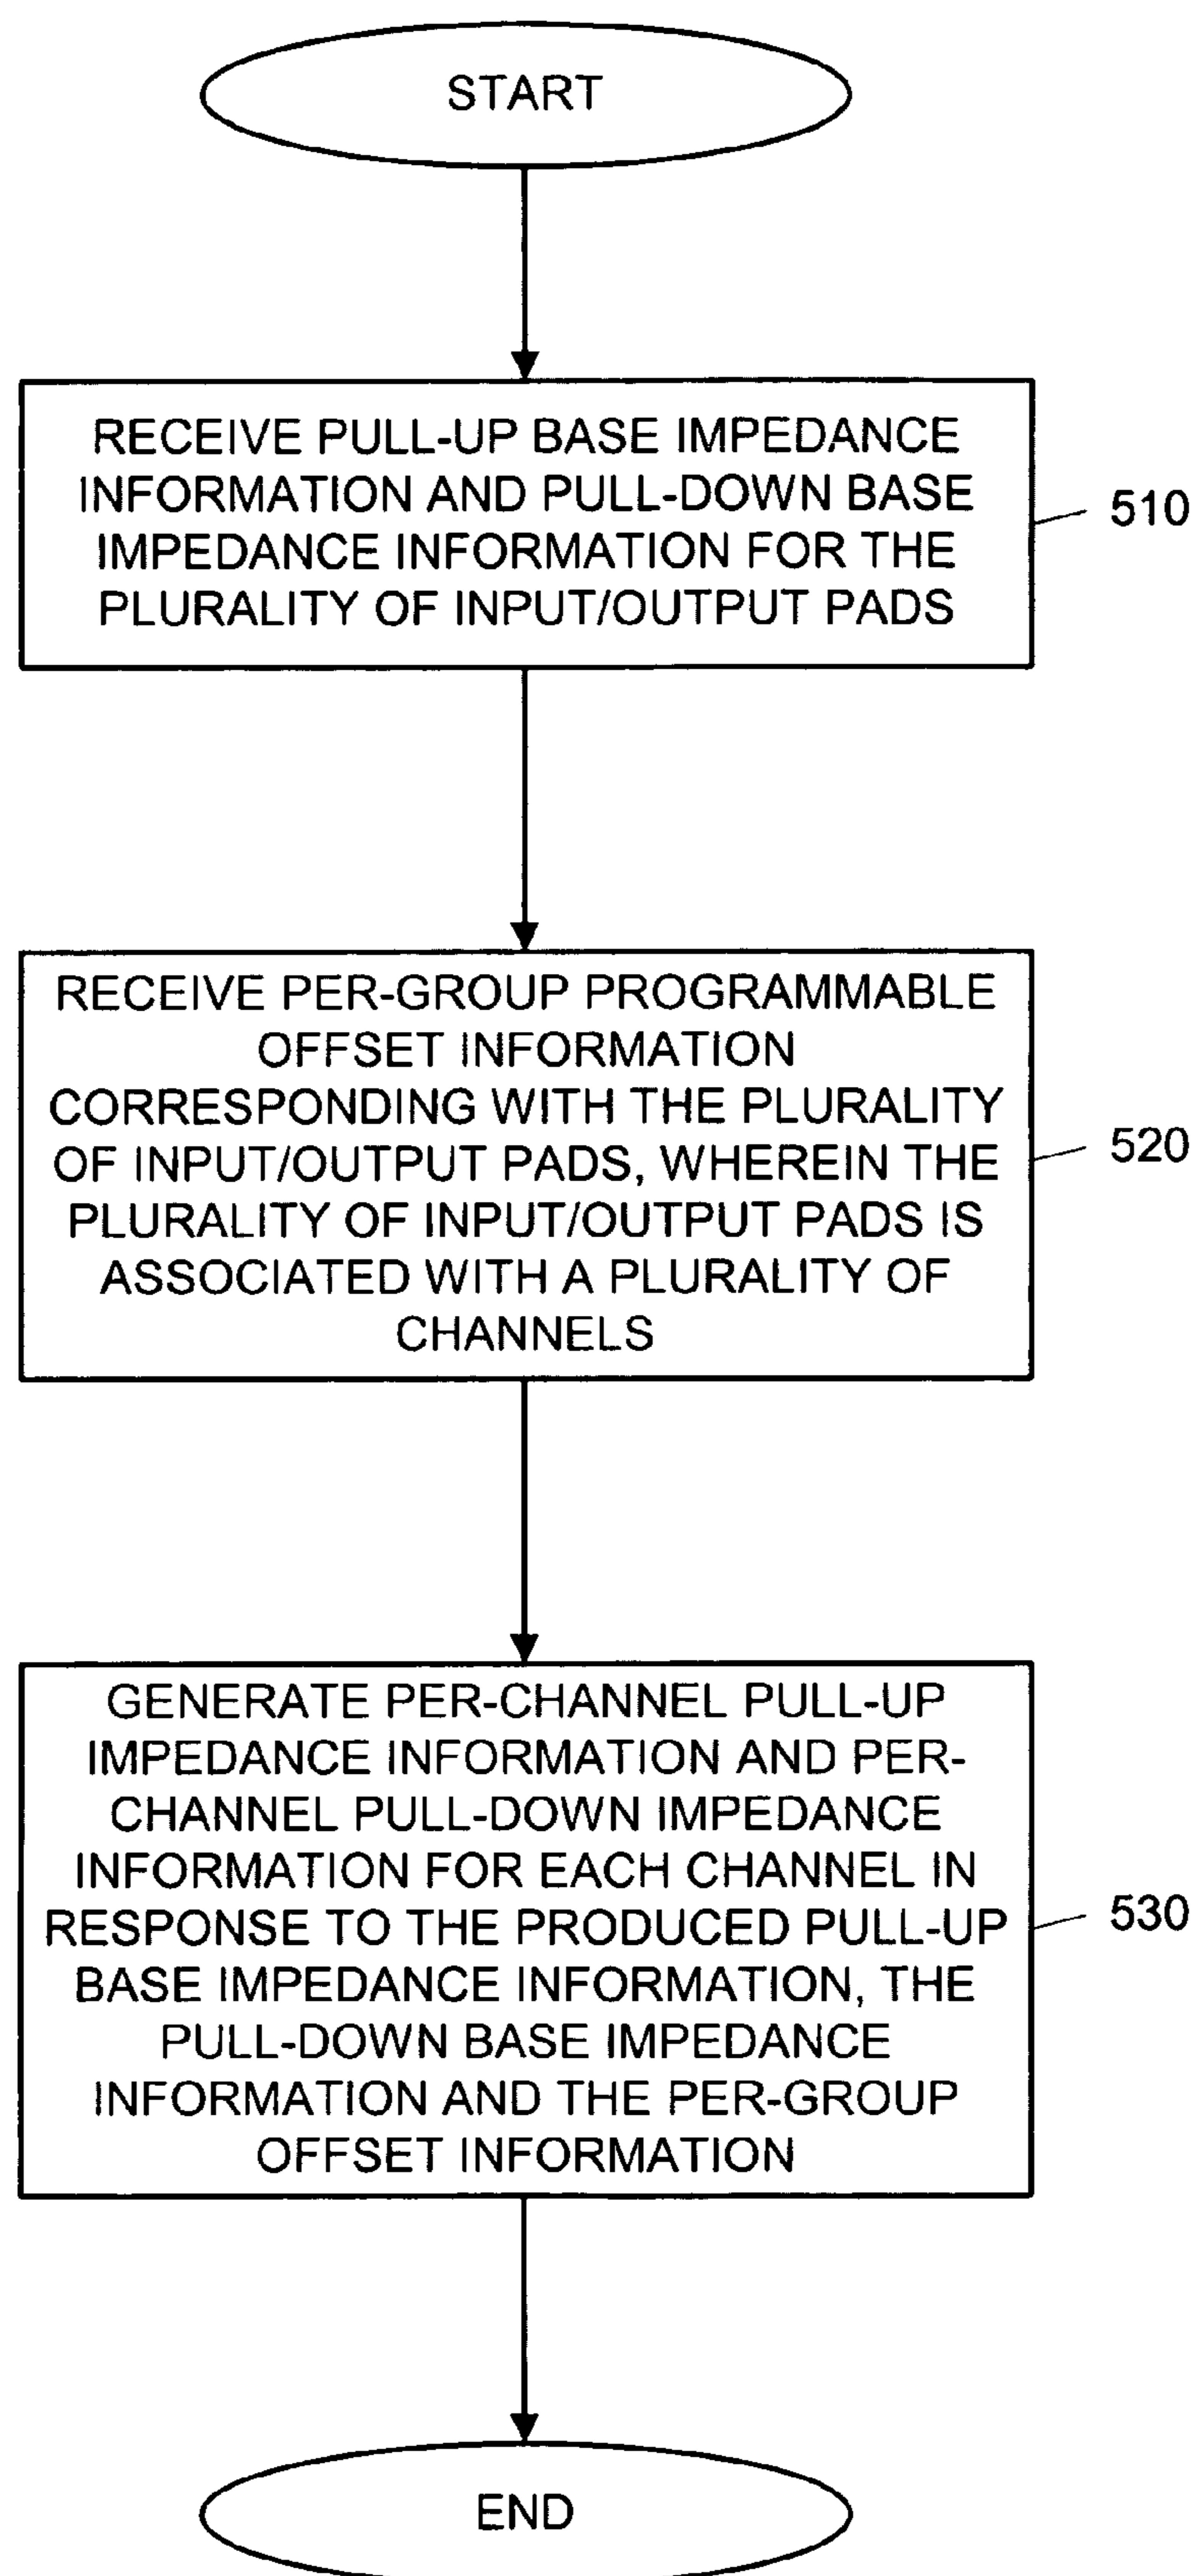 START
RECEIVE PULL-UP BASE IMPEDANCE
INFORMATION AND PULL-DOWN BASE
IMPEDANCE INFORMATION FOR THE
PLURALITY OF INPUT/OUTPUT PADS
510
RECEIVE PER-GROUP PROGRAMMABLE
OFFSET INFORMATION
CORRESPONDING WITH THE PLURALITY
OF INPUT/OUTPUT PADS, WHEREIN THE
PLURALITY OF INPUT/OUTPUT PADS IS
ASSOCIATED WITH A PLURALITY OF
CHANNELS
520
GENERATE PER-CHANNEL PULL-UP
IMPEDANCE INFORMATION AND PER-
CHANNEL PULL-DOWN IMPEDANCE
INFORMATION FOR EACH CHANNEL IN
RESPONSE TO THE PRODUCED PULL-UP
BASE IMPEDANCE INFORMATION, THE
PULL-DOWN BASE IMPEDANCE
INFORMATION AND THE PER-GROUP
OFFSET INFORMATION
530
END